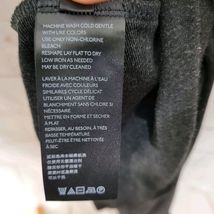 MACHINE WASH COLD GENTLE
WITH LIKE COLORS
USE ONLY NON-CHLORINE
BLEACH
RESHAPE LAY FLAT TO DRY
LOW IRON AS NEEDED
MAY BE DRY CLEANED
LAVER À LA MACHINE À L'EAU
FROIDE AVEC COULEURS
SIMILAIRES CYCLE DÉLICAT
UTILISER UN AGENT DE
BLANCHIMENT SANS CHLORE SI
NÉCESSAIRE
METTRE EN FORME ET SÉCHER
À PLAT
REPASSER, AU BESOIN, À TRÈS
BASSE TEMPÉRATURE
PEUT ÊTRE NETTOYÉ
À SEC